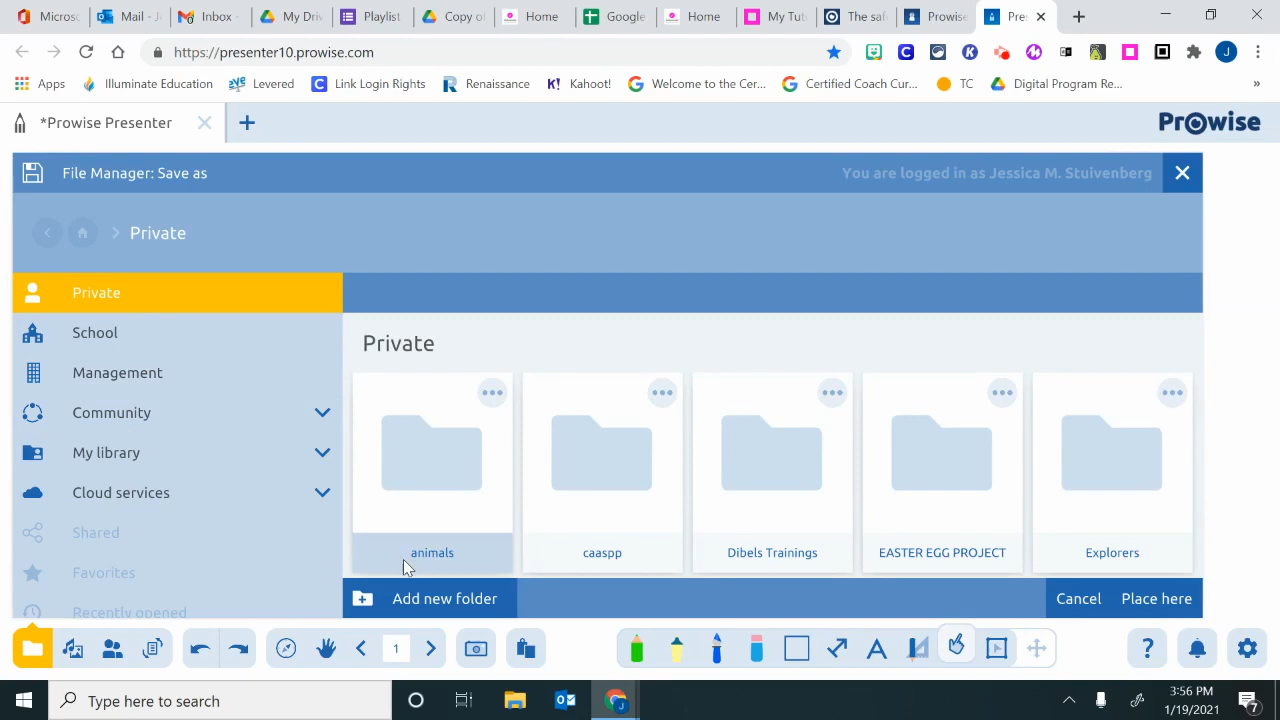 Micros
Mail - J
Inbox -
My Driv
Playlist
Copy of
Home
Google
Home
My Tu
The saf
Prowise
Pre
https://presenter10.prowise.com
J
Apps
Illuminate Education
Levered
Link Login Rights
Renaissance
K! Kahoot!
Welcome to the Cer...
Certified Coach Cur...
TC
Digital Program Re...
»
*Prowise Presenter
Prowise
File Manager: Save as
You are logged in as Jessica M. Stuivenberg
Private
Private
School
Management
Community
My library
Cloud services
Shared
Favorites
Recently opened
Private
animals
caaspp
Dibels Trainings
EASTER EGG PROJECT
Explorers
Add new folder
Cancel
Place here
1
A
?
Type here to search
3:56 PM
1/19/2021
7